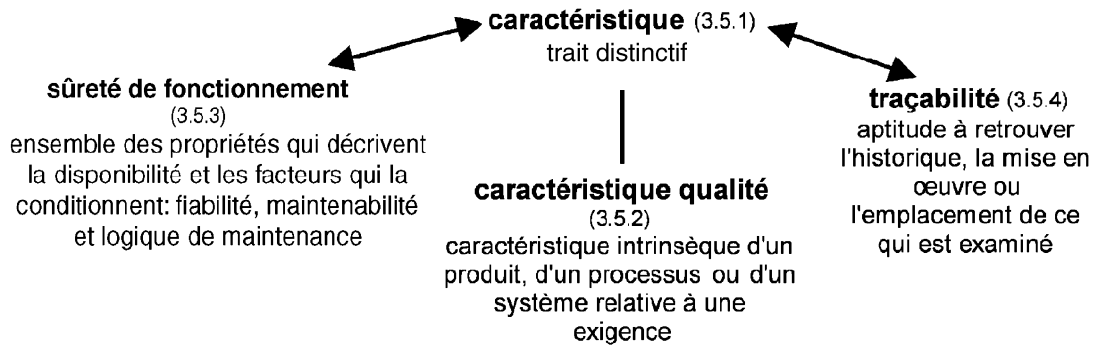 caractéristique (3.5.1)
trait distinctif
sûreté de fonctionnement
(3.5.3)
ensemble des propriétés qui décrivent
la disponibilité et les facteurs qui la
conditionnent: fiabilité, maintenabilité
et logique de maintenance
caractéristique qualité
(3.5.2)
caractéristique intrinsèque d'un
produit, d'un processus ou d'un
système relative à une
exigence
traçabilité (3.5.4)
aptitude à retrouver
l'historique, la mise en
œuvre ou
l'emplacement de ce
qui est examiné